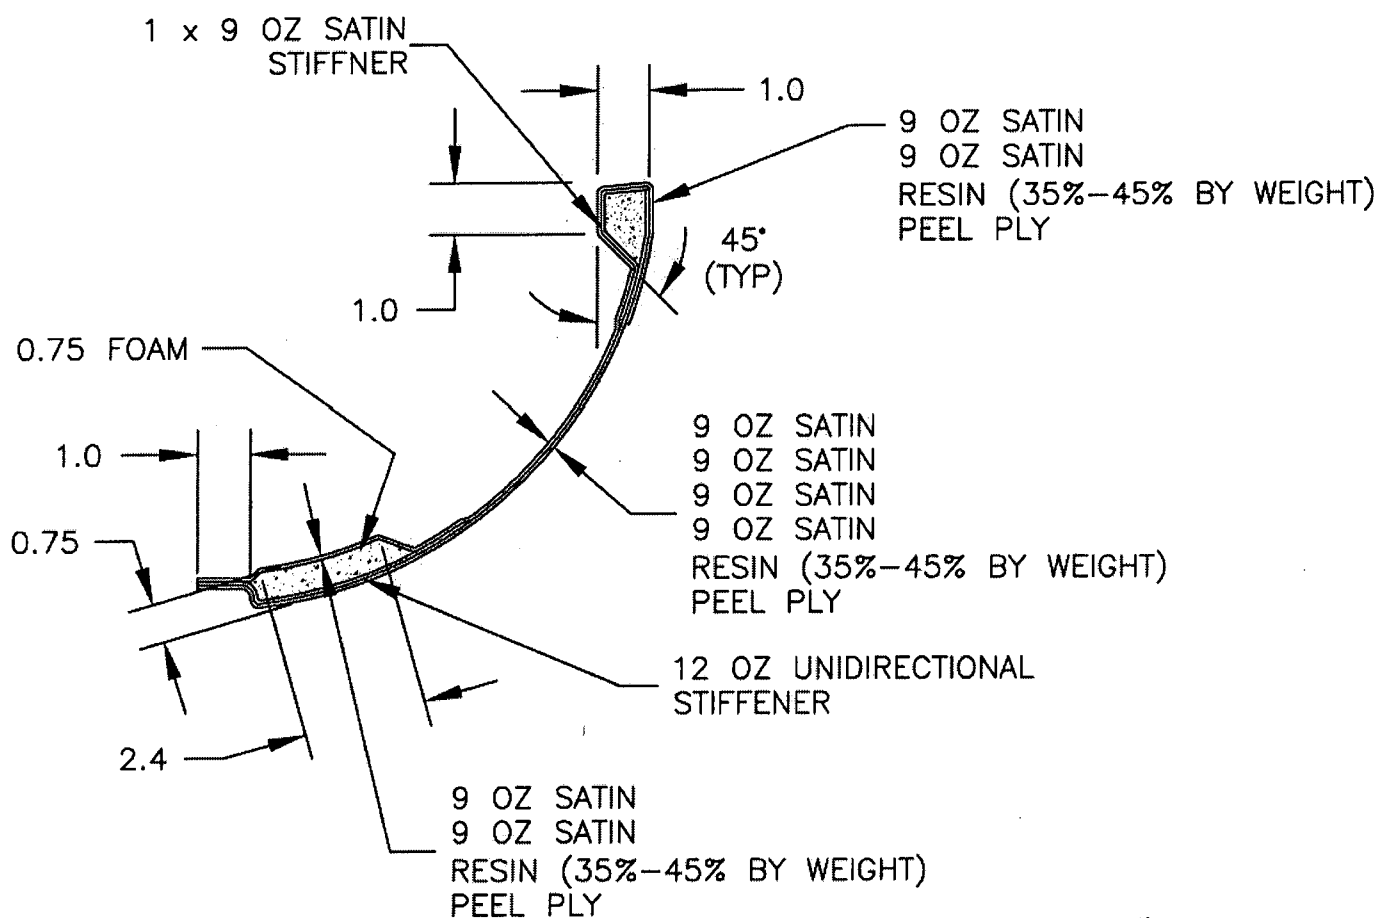 1 x 9 OZ SATIN
STIFFNER
1.0
9 OZ SATIN
9 OZ SATIN
RESIN (35%-45% BY WEIGHT)
PEEL PLY
45°
(TYP)
1.0
0.75 FOAM
1.0
9 OZ SATIN
9 OZ SATIN
9 OZ SATIN
9 OZ SATIN
RESIN (35%-45% BY WEIGHT)
PEEL PLY
0.75
12 OZ UNIDIRECTIONAL
STIFFENER
2.4
9 OZ SATIN
9 OZ SATIN
RESIN (35%-45% BY WEIGHT)
PEEL PLY